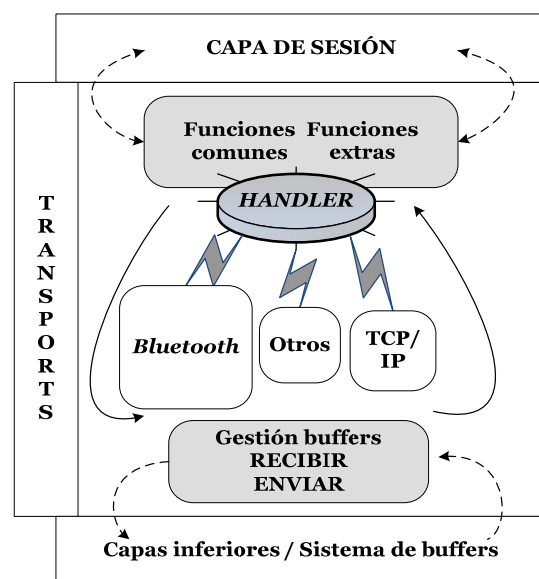 CAPA DE SESIÓN
TRANSPORTS
Funciones comunes
Funciones extras
HANDLER
Bluetooth
Otros
TCP/
IP
Gestión buffers
RECIBIR
ENVIAR
Capas inferiores / Sistema de buffers